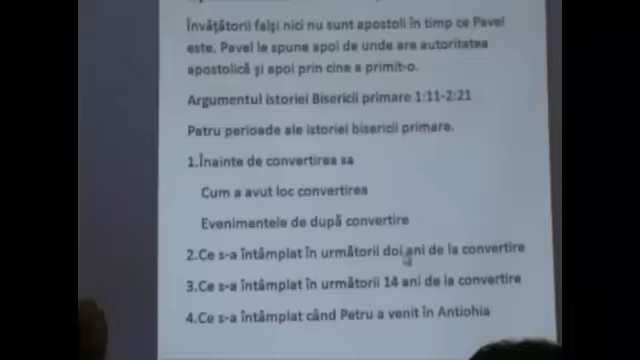 Învățătorii falși nici nu sunt apostoli în timp ce Pavel
este. Pavel le spune apoi de unde are autoritatea
apostolică și apoi prin cine a primit-o.
Argumentul istoriei Bisericii primare 1:11-2:21
Patru perioade ale istoriei bisericii primare.
1.Înainte de convertirea sa
Cum a avut loc convertirea
Evenimentele de după convertire
2.Ce s-a întâmplat în următorii doi ani de la convertire
3.Ce s-a întâmplat în următorii 14 ani de la convertire
4.Ce s-a întâmplat când Petru a venit în Antiohia